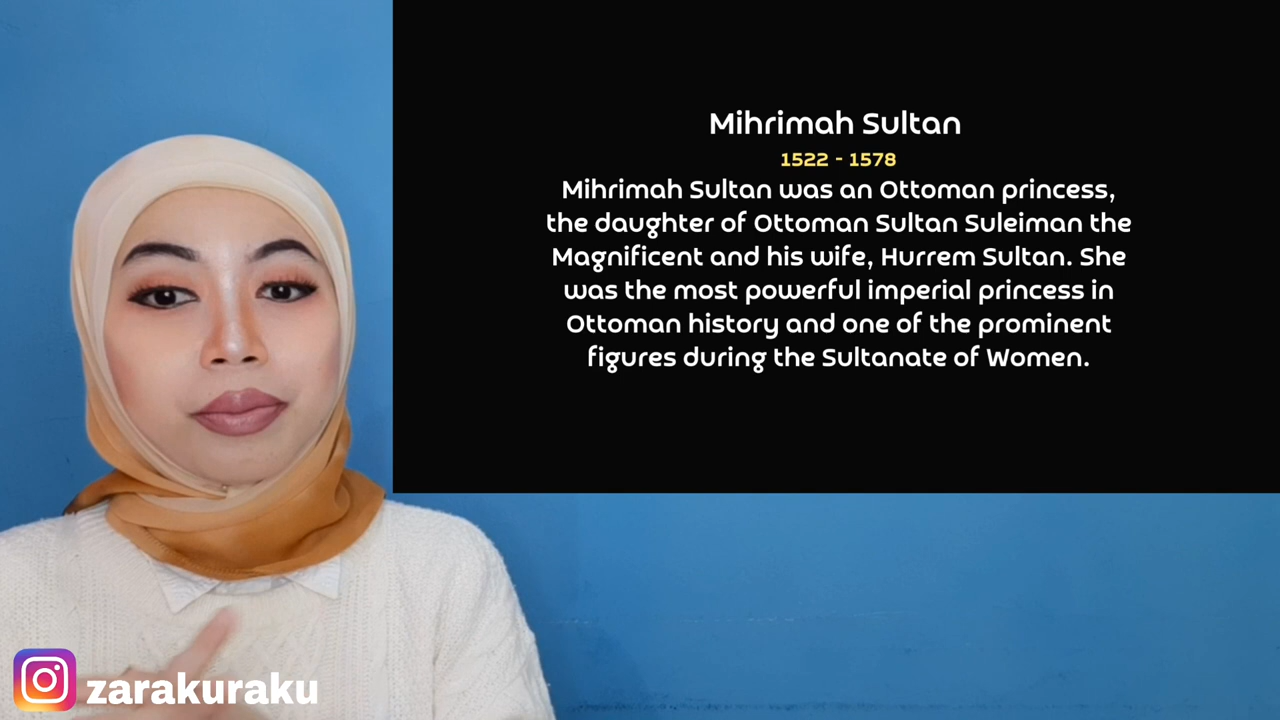 Mihrimah Sultan
1522 - 1578
Mihrimah Sultan was an Ottoman princess,
the daughter of Ottoman Sultan Suleiman the
Magnificent and his wife, Hurrem Sultan. She
was the most powerful imperial princess in
Ottoman history and one of the prominent
figures during the Sultanate of Women.
zarakuraku